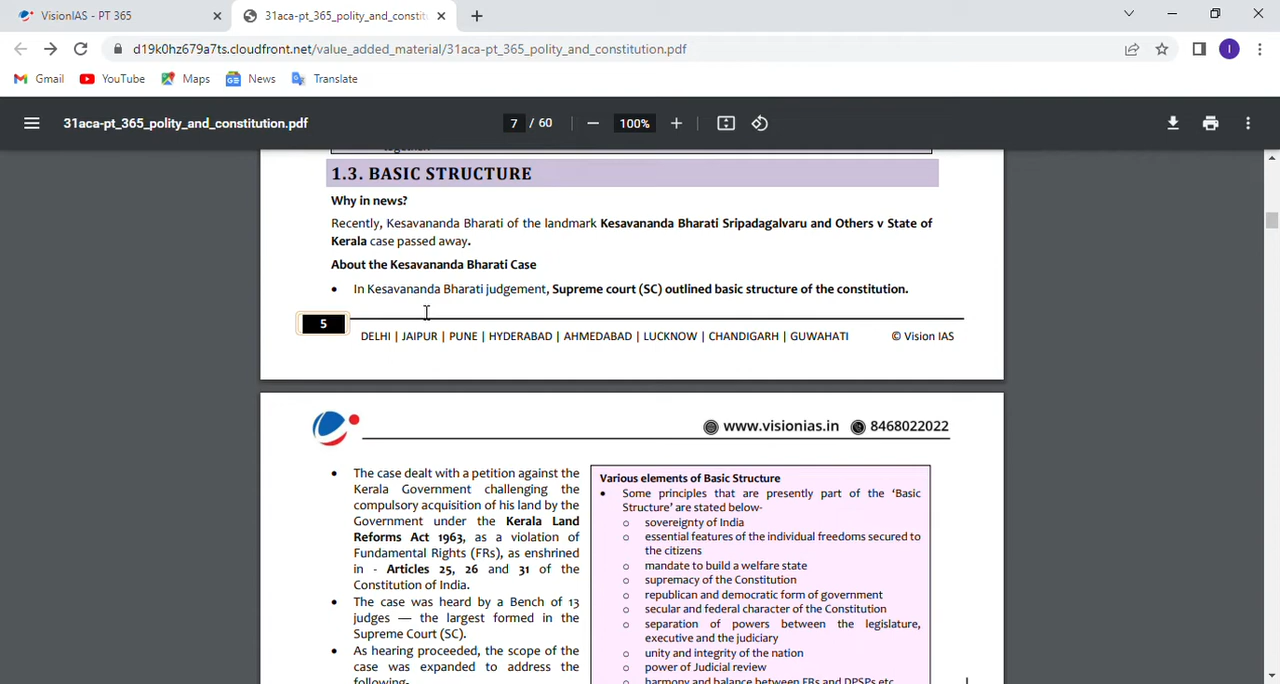 VisionIAS - PT 365
31aca-pt_365_polity_and_constit
d19k0hz679a7ts.cloudfront.net/value_added_material/31aca-pt_365_polity_and_constitution.pdf
I
Gmail
YouTube
Maps
News
Translate
31aca-pt_365_polity_and_constitution.pdf
7 / 60
100%
1.3. BASIC STRUCTURE
Why in news?
Recently, Kesavananda Bharati of the landmark Kesavananda Bharati Sripadagalvaru and Others v State of
Kerala case passed away.
About the Kesavananda Bharati Case
• In Kesavananda Bharati judgement, Supreme court (SC) outlined basic structure of the constitution.
5
DELHI | JAIPUR | PUNE | HYDERABAD | AHMEDABAD | LUCKNOW | CHANDIGARH | GUWAHATI
© Vision IAS
www.visionias.in
8468022022
• The case dealt with a petition against the
Kerala Government challenging the
compulsory acquisition of his land by the
Government under the Kerala Land
Reforms Act 1963, as a violation of
Fundamental Rights (FRs), as enshrined
in - Articles 25, 26 and 31 of the
Constitution of India.
• The case was heard by a Bench of 13
judges — the largest formed in the
Supreme Court (SC).
• As hearing proceeded, the scope of the
case was expanded to address the
following-
Various elements of Basic Structure
• Some principles that are presently part of the 'Basic
Structure' are stated below-
o sovereignty of India
o essential features of the individual freedoms secured to
the citizens
o mandate to build a welfare state
o supremacy of the Constitution
o republican and democratic form of government
o secular and federal character of the Constitution
o separation of powers between the legislature,
executive and the judiciary
o unity and integrity of the nation
o power of Judicial review
o harmony and balance between FRs and DPSPs etc